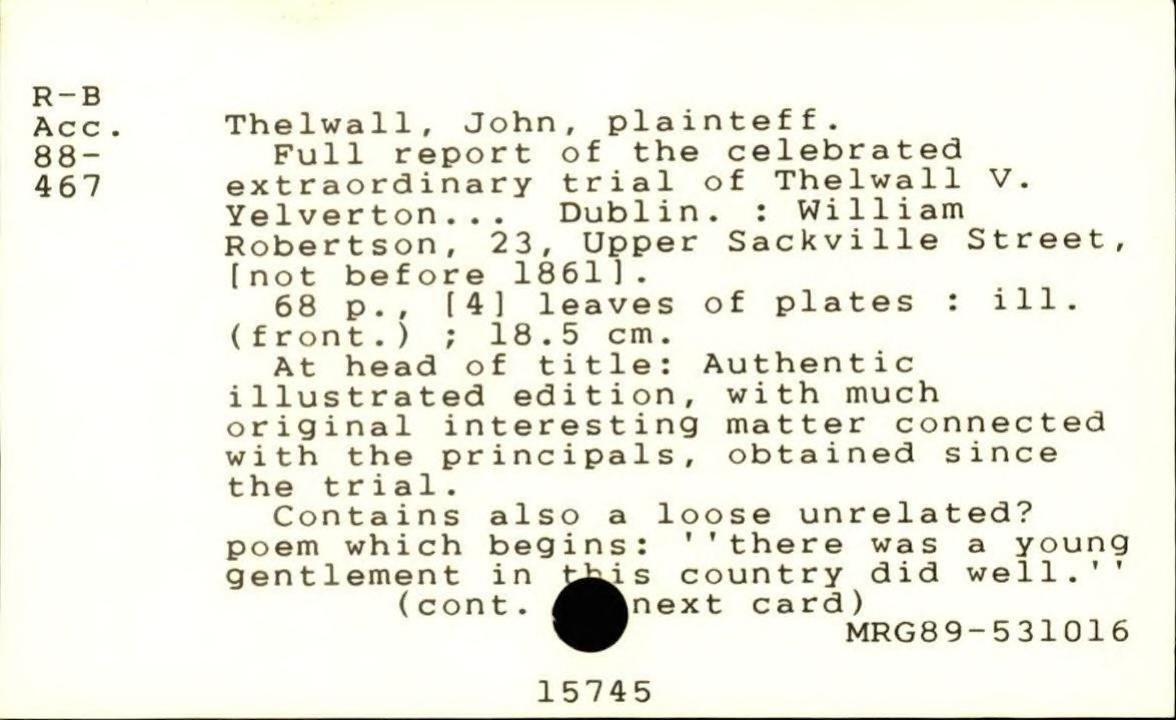 R-B
Acc. Thelwall, John, plainteff.
88- Full report of the celebrated
467 extraordinary trial of Thelwall V.
Yelverton... Dublin. : William
Robertson, 23, Upper Sackville Street,
[not before 1861].
68 p., [4] leaves of plates : ill.
(front.) ; 18.5 cm.
At head of title: Authentic
illustrated edition, with much
original interesting matter connected
with the principals, obtained since
the trial.
Contains also a loose unrelated?
poem which begins: ''there was a young
gentlement in this country did well.''
(cont. next card)
MRG89-531016
15745